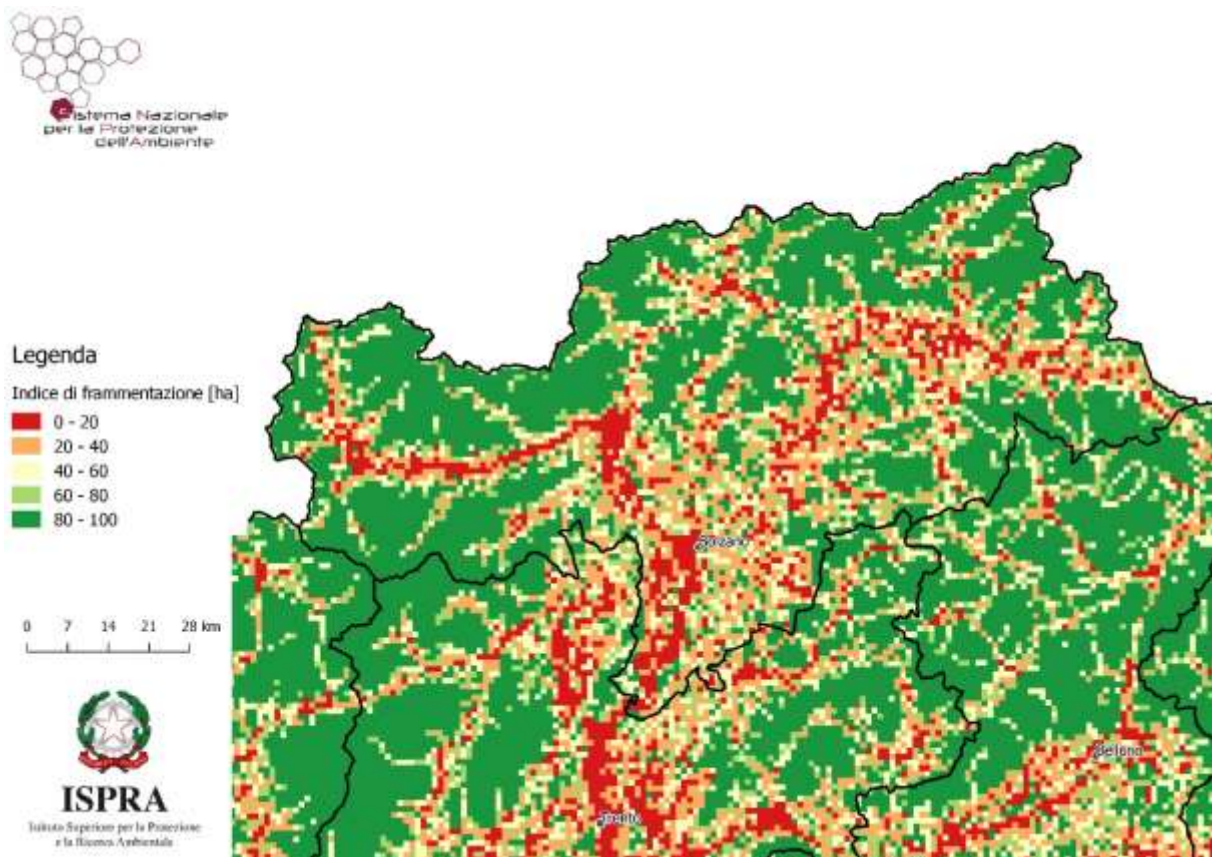 Sistema Nazionale
per la Protezione
dell'Ambiente
Legenda
Indice di frammentazione [ha]
0 - 20
20 - 40
40 - 60
60 - 80
80 - 100
0 7 14 21 28 km
Bolzano
Belluno
Trento
ISPRA
Istituto Superiore per la Protezione
e la Ricerca Ambientale